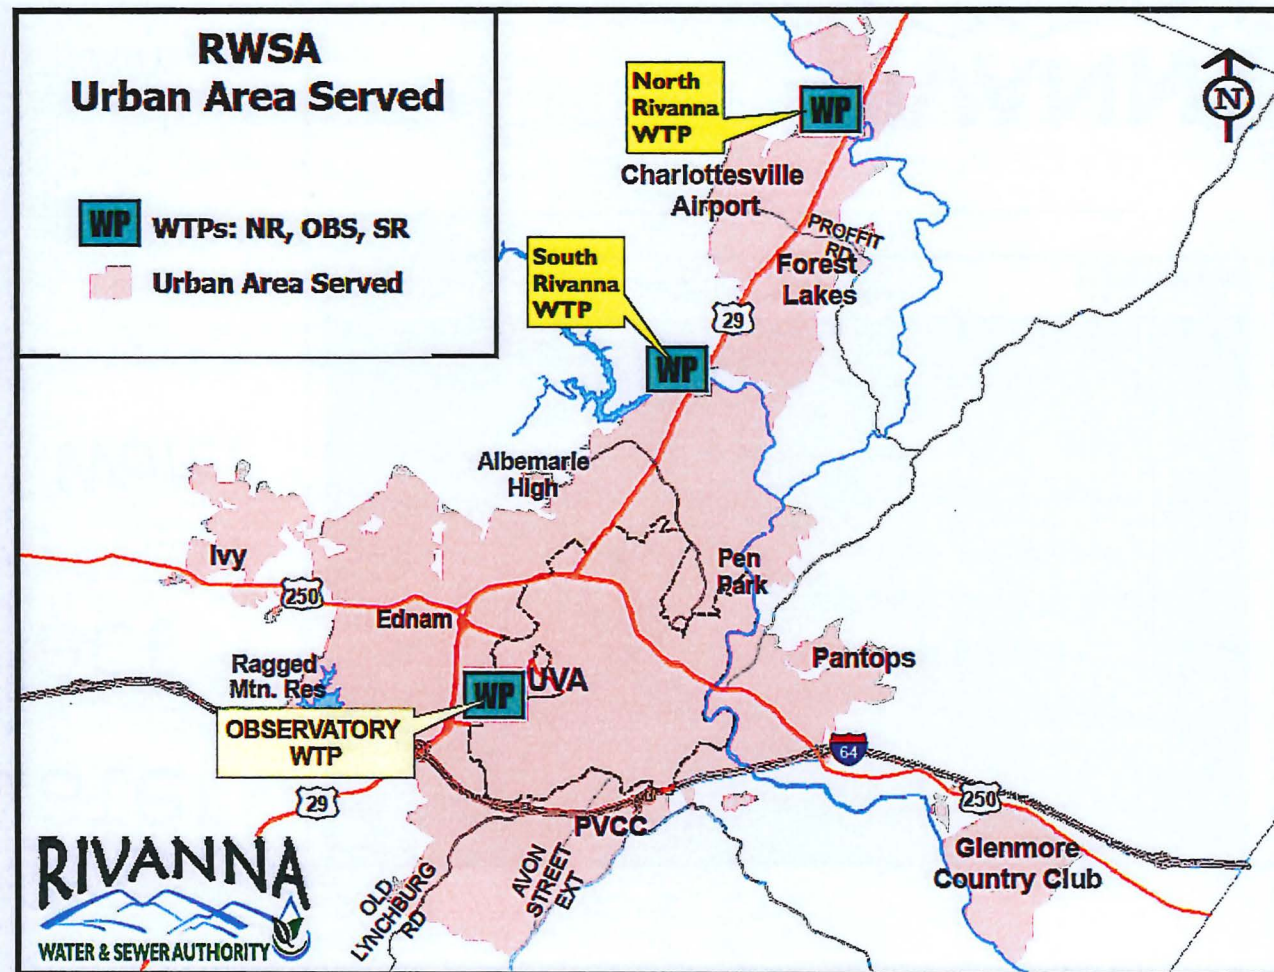 RWSA
Urban Area Served
WP WTPs: NR, OBS, SR
Urban Area Served
North
Rivanna
WTP
WP
N
Charlottesville
Airport
PROFFIT
RD
Forest
Lakes
South
Rivanna
WTP
29
WP
Albemarle
High
Ivy
250
Pen
Park
Ednam
Ragged
Mtn. Res
WP
UVA
Pantops
OBSERVATORY
WTP
64
29
250
PVCC
OLD
LYNCHBURG
RD
AVON
STREET
EXT
Glenmore
Country Club
RIVANNA
WATER & SEWER AUTHORITY